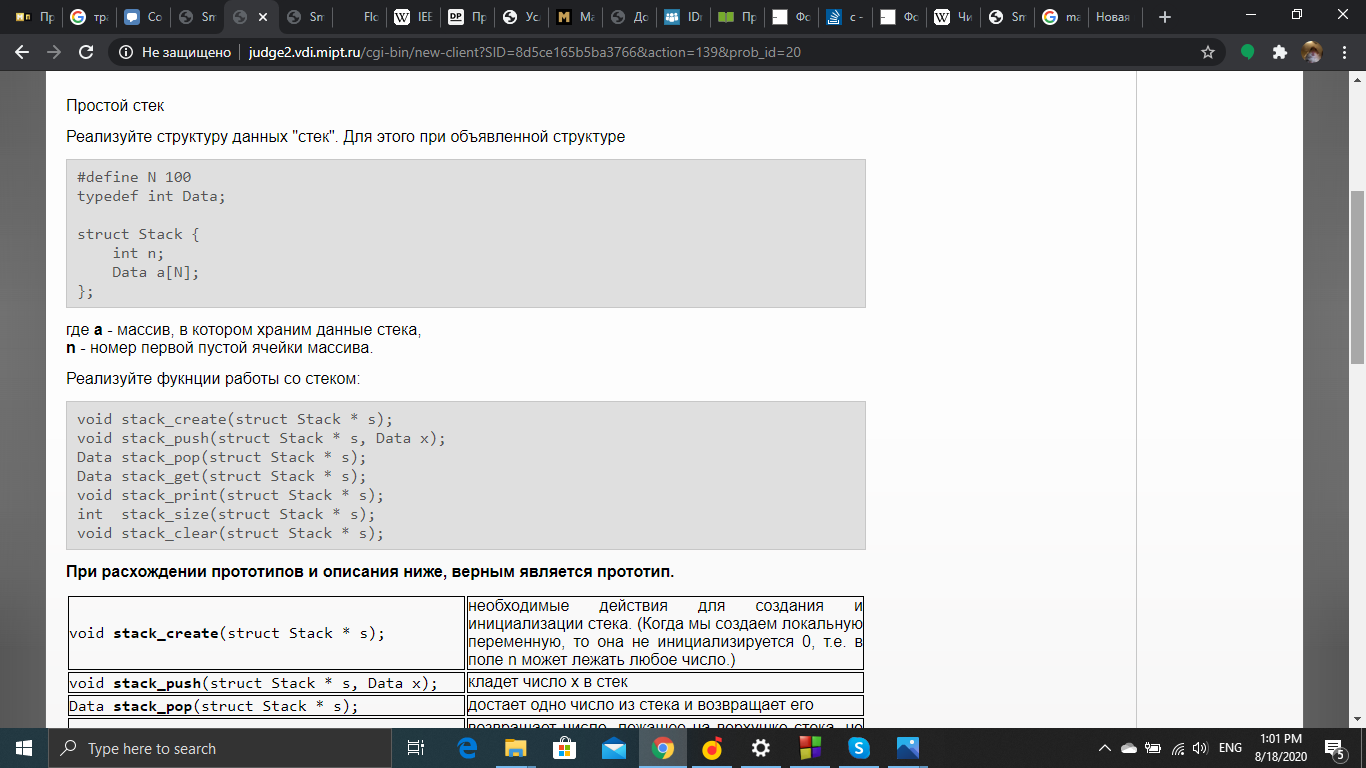 Пр
тра
Со
Sm
Sm
Flo
IEE
Пр
Ус
Ма
До
IDi
Пр
Фо
c -
Фо
Чи
Sm
ma
Новая
Не защищено
judge2.vdi.mipt.ru/cgi-bin/new-client?SID=8d5ce165b5ba3766&action=139&prob_id=20
Простой стек
Реализуйте структуру данных "стек". Для этого при объявленной структуре
#define N 100
typedef int Data;
struct Stack {
int n;
Data a[N];
};
где a - массив, в котором храним данные стека,
n - номер первой пустой ячейки массива.
Реализуйте фукнции работы со стеком:
void stack_create(struct Stack * s);
void stack_push(struct Stack * s, Data x);
Data stack_pop(struct Stack * s);
Data stack_get(struct Stack * s);
void stack_print(struct Stack * s);
int  stack_size(struct Stack * s);
void stack_clear(struct Stack * s);
При расхождении прототипов и описания ниже, верным является прототип.
void stack_create(struct Stack * s);
необходимые действия для создания и
инициализации стека. (Когда мы создаем локальную
переменную, то она не инициализируется 0, т.е. в
поле n может лежать любое число.)
void stack_push(struct Stack * s, Data x);
кладет число x в стек
Data stack_pop(struct Stack * s);
достает одно число из стека и возвращает его
возвращает число, лежащее на верхушке стека, но
Type here to search
ENG
1:01 PM
8/18/2020
5